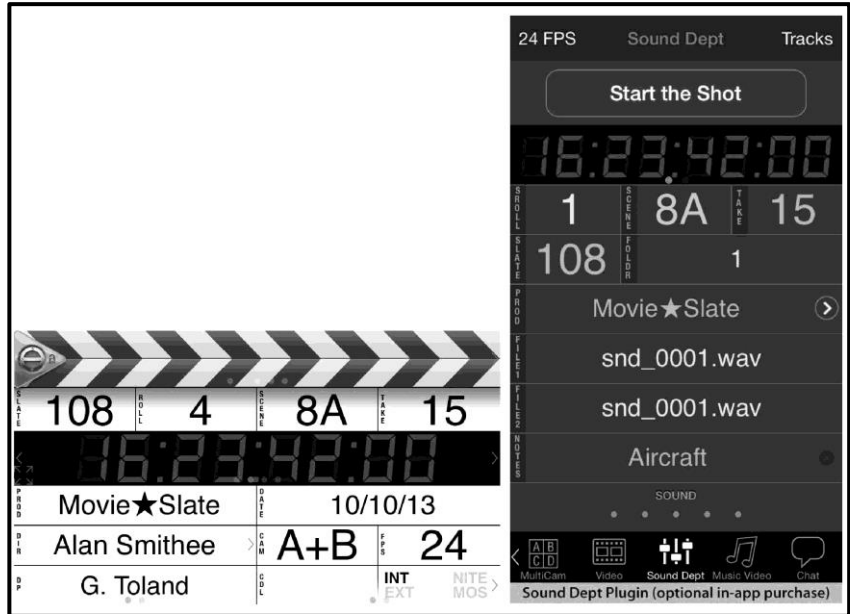 a
SLATE 108 ROLL 4 SCENE 8A TAKE 15
16:23:42:00
PROD Movie★Slate DATE 10/10/13
DIR Alan Smithee CAM A+B FPS 24
DP G. Toland CDL INT NITE
EXT MOS
24 FPS Sound Dept Tracks
Start the Shot
16:23:42:00
SROLL 1 SCENE 8A TAKE 15
SLATE 108 FOLDR 1
PROD Movie★Slate
FILE1 snd_0001.wav
FILE2 snd_0001.wav
NOTES Aircraft
SOUND
A B
C D
MultiCam Video Sound Dept Music Video Chat
Sound Dept Plugin (optional in-app purchase)